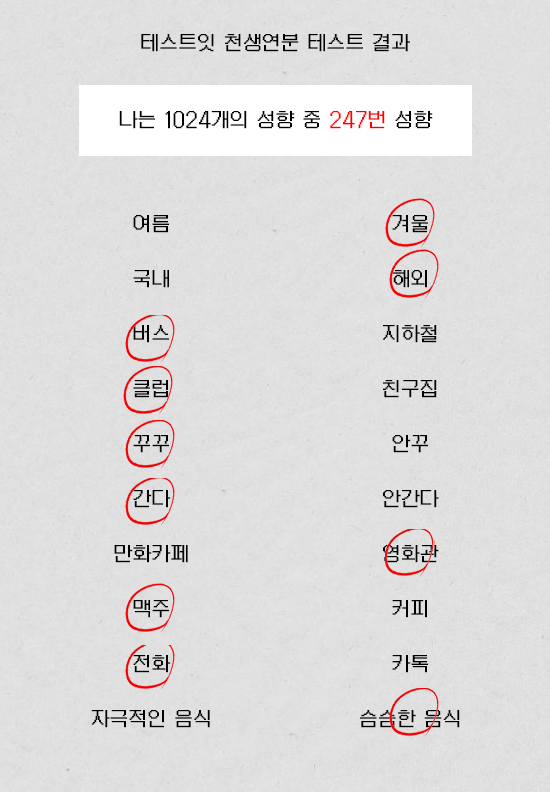 테스트잇 천생연분 테스트 결과
나는 1024개의 성향 중 247번 성향
여름 겨울
국내 해외
버스 지하철
클럽 친구집
꾸꾸 안꾸
간다 안간다
만화카페 영화관
맥주 커피
전화 카톡
자극적인 음식 슴슴한 음식